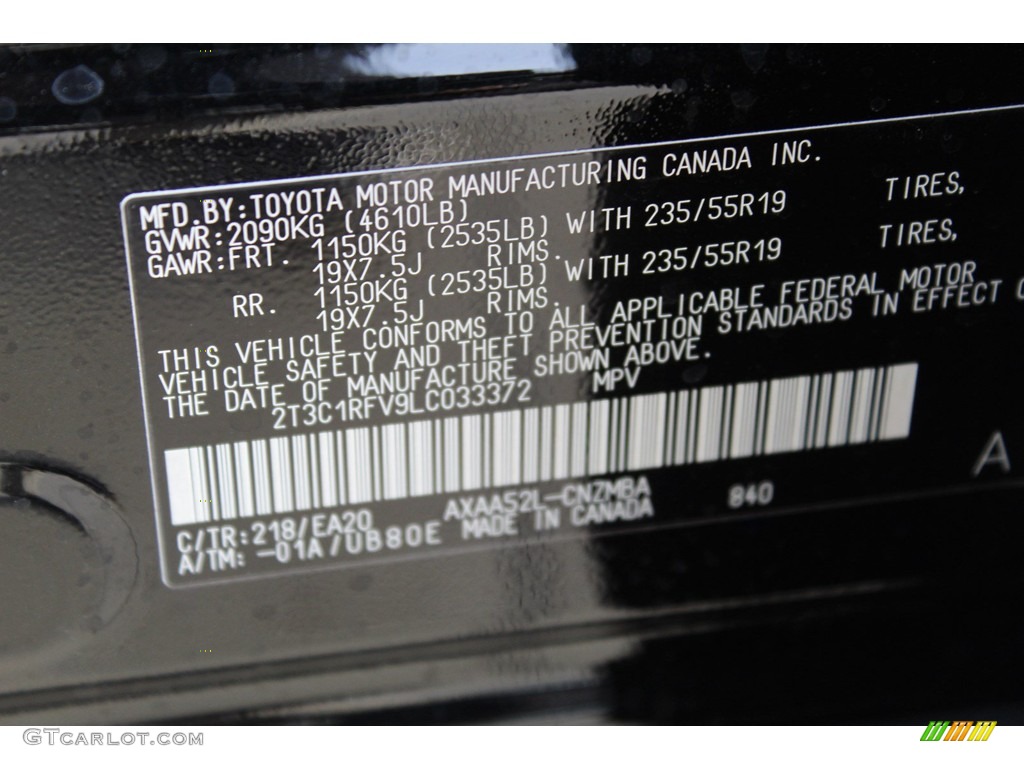 MFD.BY:TOYOTA MOTOR MANUFACTURING CANADA INC.
GVWR:2090KG (4610LB)
GAWR:FRT. 1150KG (2535LB) WITH 235/55R19 TIRES,
19X7.5J RIMS.
RR. 1150KG (2535LB) WITH 235/55R19 TIRES,
19X7.5J RIMS.
THIS VEHICLE CONFORMS TO ALL APPLICABLE FEDERAL MOTOR
VEHICLE SAFETY AND THEFT PREVENTION STANDARDS IN EFFECT
THE DATE OF MANUFACTURE SHOWN ABOVE.
2T3C1RFV9LC033372 MPV
C/TR:218/EA20 AXAA52L-CNZMBA 840
A/TM: -01A/UB80E MADE IN CANADA
A
GTCarlot.com